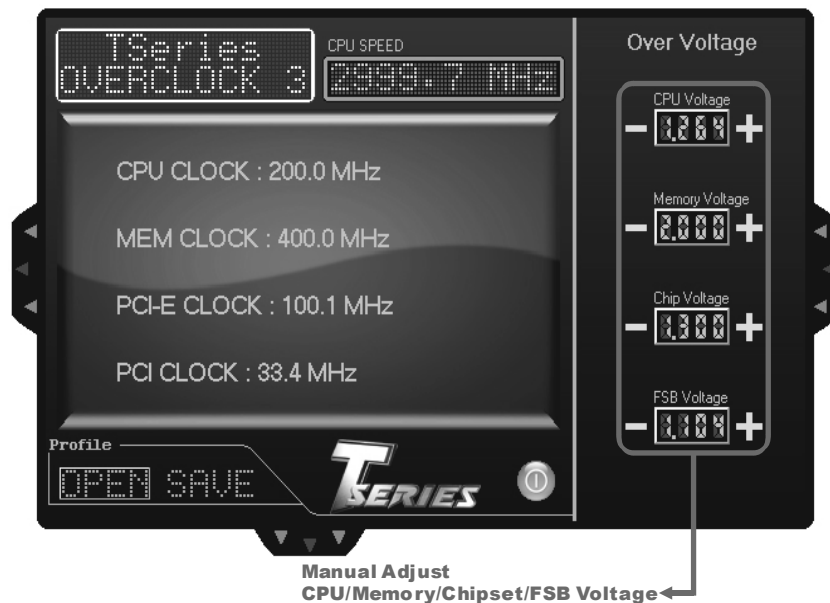 TSeries
OVERCLOCK 3
CPU SPEED
2999.7 MHz
CPU CLOCK : 200.0 MHz
MEM CLOCK : 400.0 MHz
PCI-E CLOCK : 100.1 MHz
PCI CLOCK : 33.4 MHz
Profile
OPEN SAVE
TSERIES
Over Voltage
CPU Voltage
− +
Memory Voltage
− +
Chip Voltage
− +
FSB Voltage
− +
Manual Adjust
CPU/Memory/Chipset/FSB Voltage